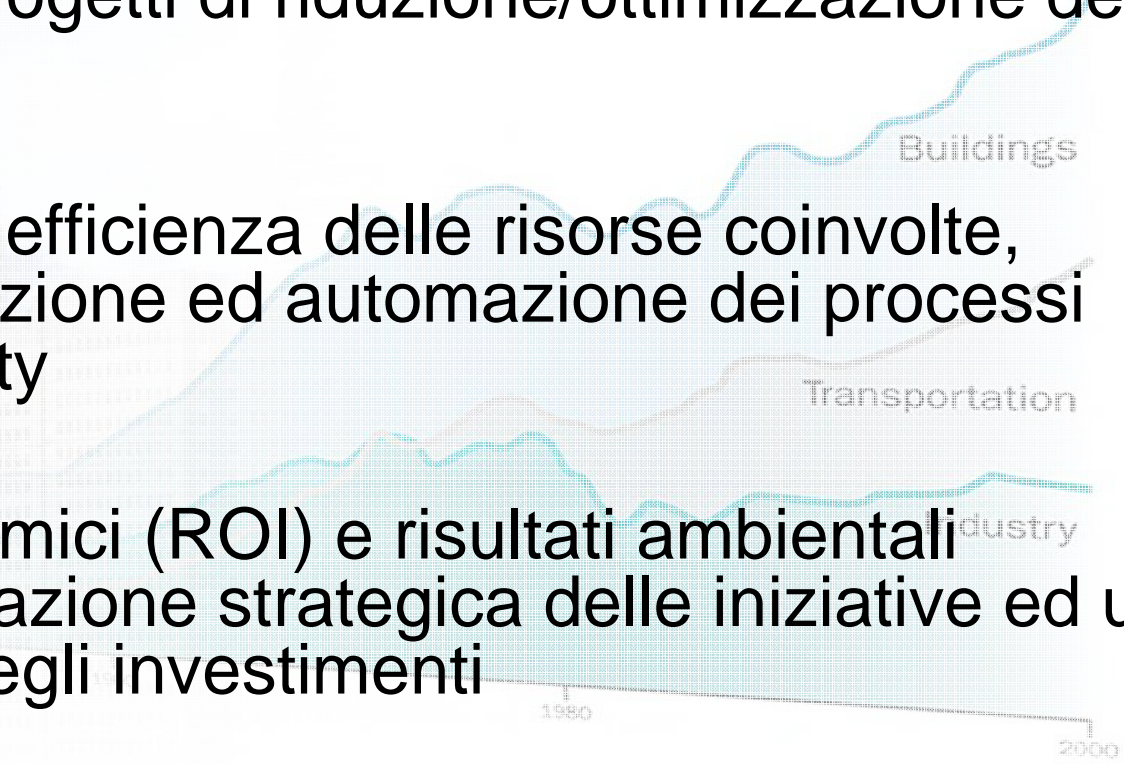 ogetti di riduzione/ottimizzazione de
Buildings
efficienza delle risorse coinvolte,
zione ed automazione dei processi
ty
Transportation
mici (ROI) e risultati ambientali
Industry
azione strategica delle iniziative ed u
egli investimenti
1980
2000